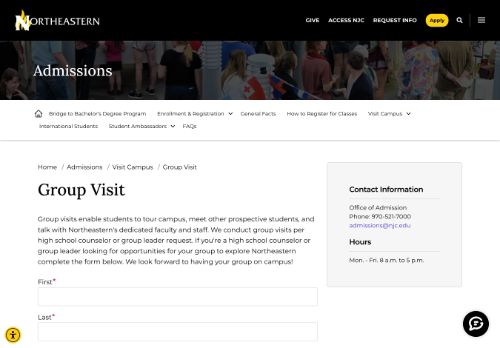 NORTHEASTERN
GIVE ACCESS NJC REQUEST INFO Apply
Admissions
Bridge to Bachelor's Degree Program Enrollment & Registration General Facts How to Register for Classes Visit Campus
International Students Student Ambassadors FAQs
Home / Admissions / Visit Campus / Group Visit
Group Visit
Group visits enable students to tour campus, meet other prospective students, and
talk with Northeastern's dedicated faculty and staff. We conduct group visits per
high school counselor or group leader request. If you're a high school counselor or
group leader looking for opportunities for your group to explore Northeastern
complete the form below. We look forward to having your group on campus!
First*
Last*
Contact Information
Office of Admission
Phone: 970-521-7000
admissions@njc.edu
Hours
Mon. - Fri. 8 a.m. to 5 p.m.